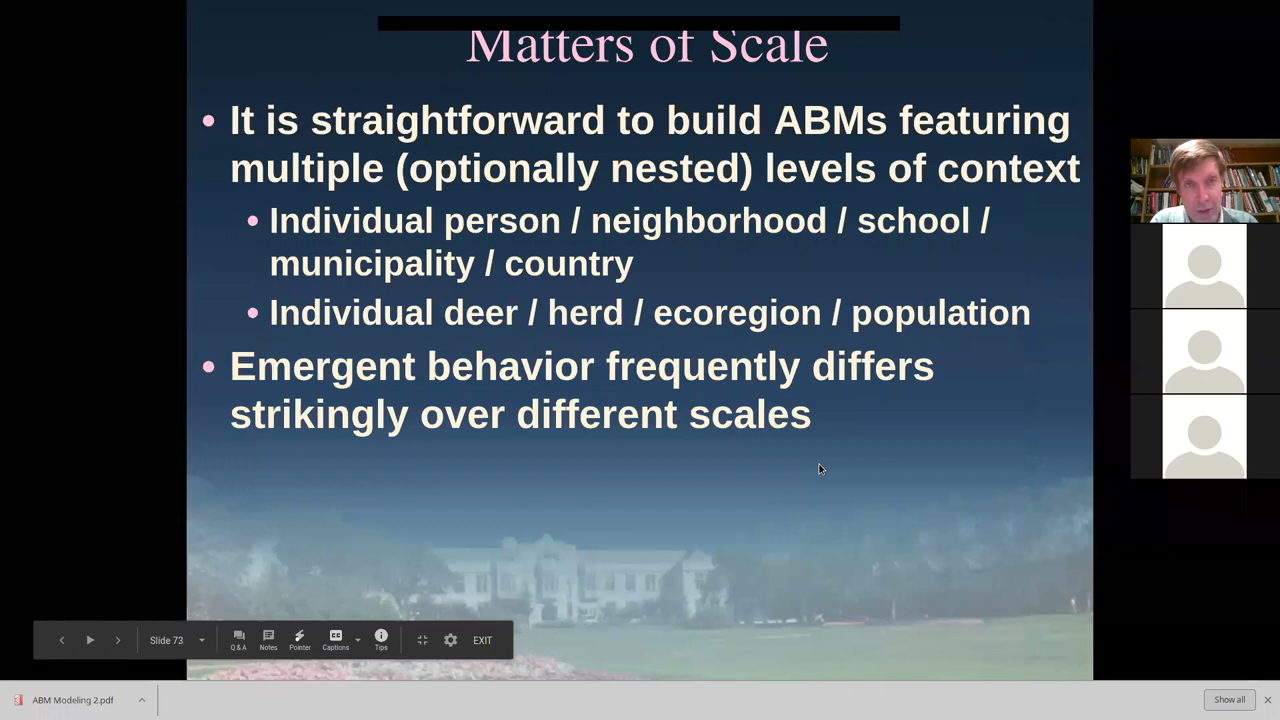 Matters of Scale
• It is straightforward to build ABMs featuring
multiple (optionally nested) levels of context
• Individual person / neighborhood / school /
municipality / country
• Individual deer / herd / ecoregion / population
• Emergent behavior frequently differs
strikingly over different scales
Slide 73
Q & A
Notes
Pointer
CC
Captions
Tips
EXIT
ABM Modeling 2.pdf
Show all